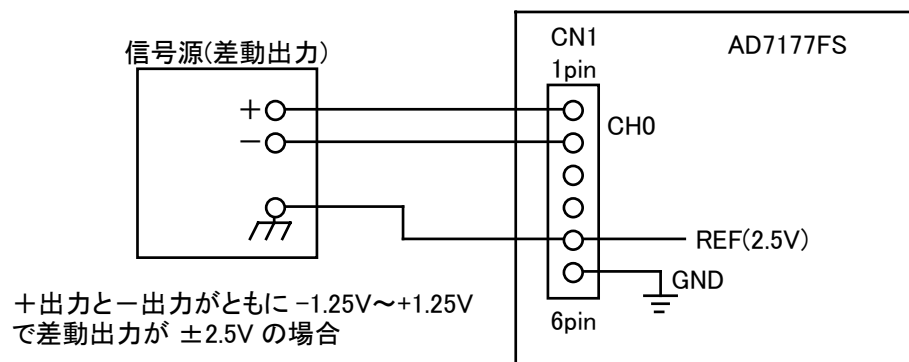 信号源(差動出力)
+
−
CN1
1pin
AD7177FS
CH0
REF(2.5V)
GND
6pin
+出力と−出力がともに -1.25V~+1.25V
で差動出力が ±2.5V の場合